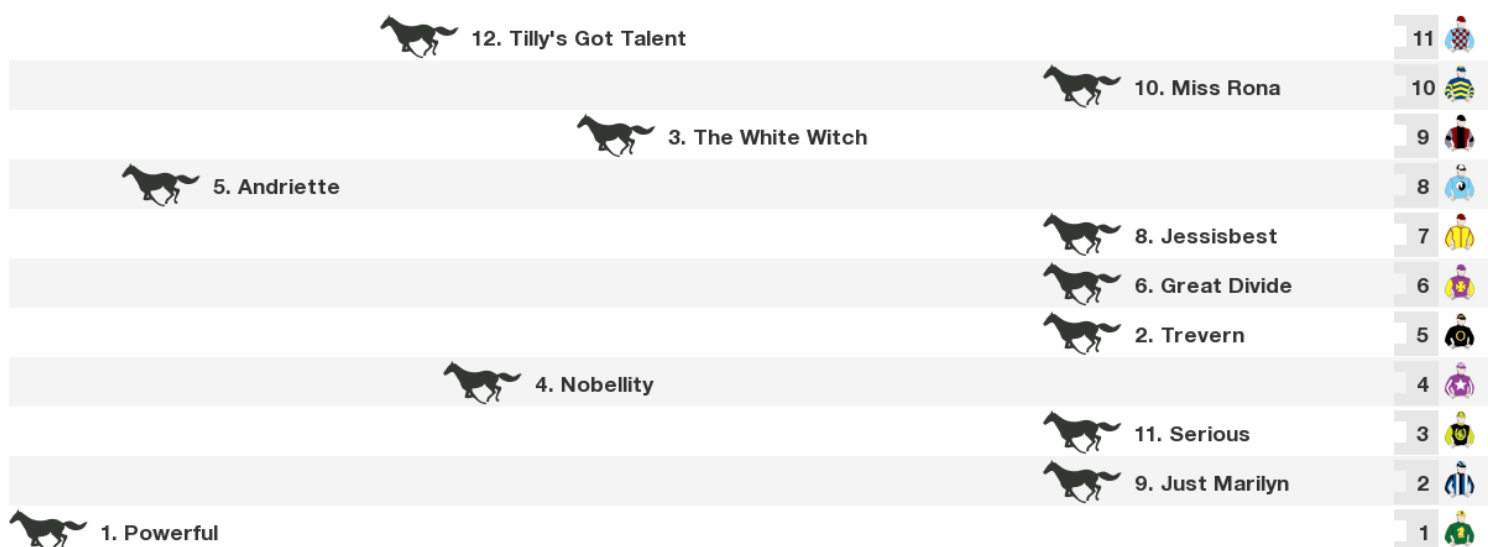 12. Tilly's Got Talent 11
10. Miss Rona 10
3. The White Witch 9
5. Andriette 8
8. Jessisbest 7
6. Great Divide 6
2. Trevern 5
4. Nobellity 4
11. Serious 3
9. Just Marilyn 2
1. Powerful 1